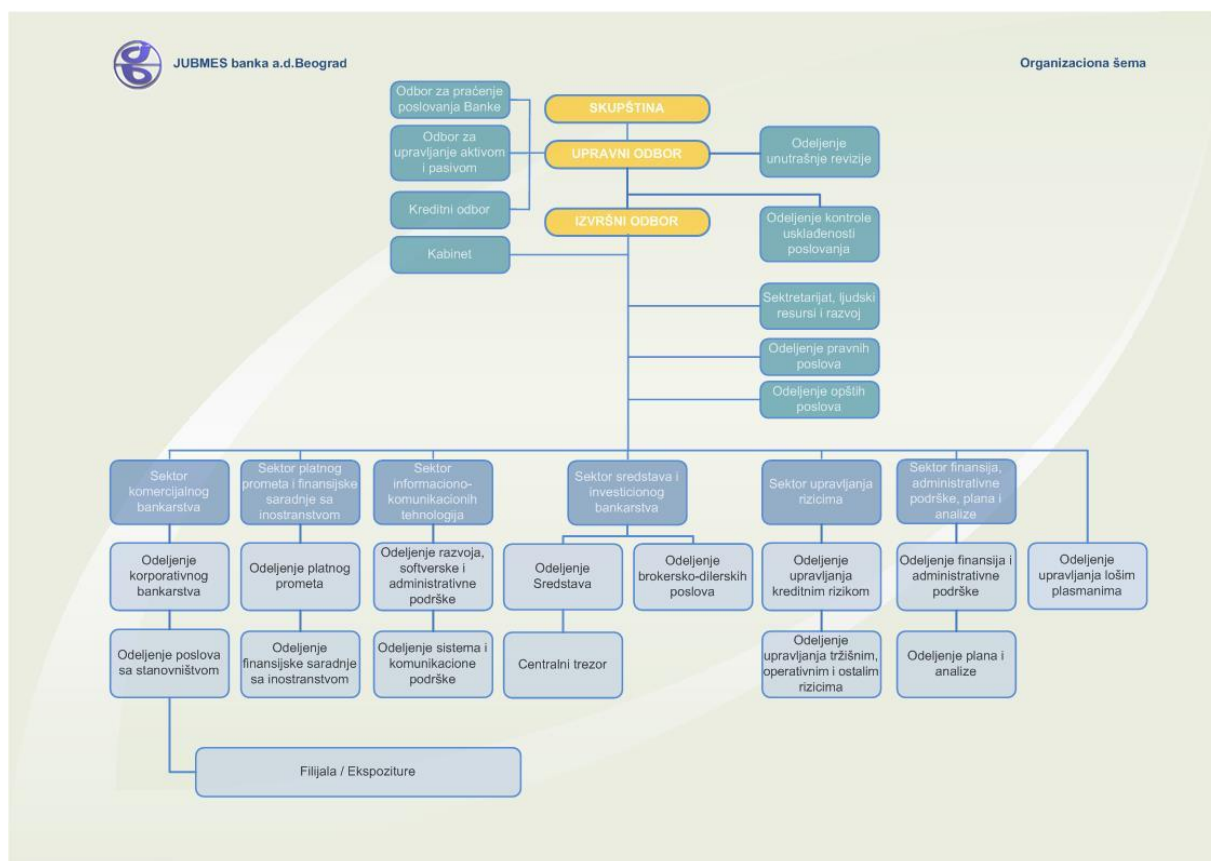 JUBMES banka a.d.Beograd
Organizaciona šema
Odbor za praćenje
poslovanja Banke
SKUPŠTINA
Odbor za
upravljanje aktivom
i pasivom
UPRAVNI ODBOR
Odeljenje
unutrašnje revizije
Kreditni odbor
IZVRŠNI ODBOR
Odeljenje kontrole
usklađenosti
poslovanja
Kabinet
Sektretarijat, ljudski
resursi i razvoj
Odeljenje pravnih
poslova
Odeljenje opštih
poslova
Sektor
komercijalnog
bankarstva
Sektor platnog
prometa i finansijske
saradnje sa
inostranstvom
Sektor
informaciono-
komunikacionih
tehnologija
Sektor sredstava i
investicionog
bankarstva
Sektor upravljanja
rizicima
Sektor finansija,
administrativne
podrške, plana i
analize
Odeljenje
korporativnog
bankarstva
Odeljenje platnog
prometa
Odeljenje razvoja,
softverske i
administrativne
podrške
Odeljenje
Sredstava
Odeljenje
brokersko-dilerskih
poslova
Odeljenje
upravljanja
kreditnim rizikom
Odeljenje finansija i
administrativne
podrške
Odeljenje
upravljanja lošim
plasmanima
Odeljenje poslova
sa stanovništvom
Odeljenje
finansijske saradnje
sa inostranstvom
Odeljenje sistema i
komunikacione
podrške
Centralni trezor
Odeljenje
upravljanja tržišnim,
operativnim i ostalim
rizicima
Odeljenje plana i
analize
Filijala / Ekspoziture